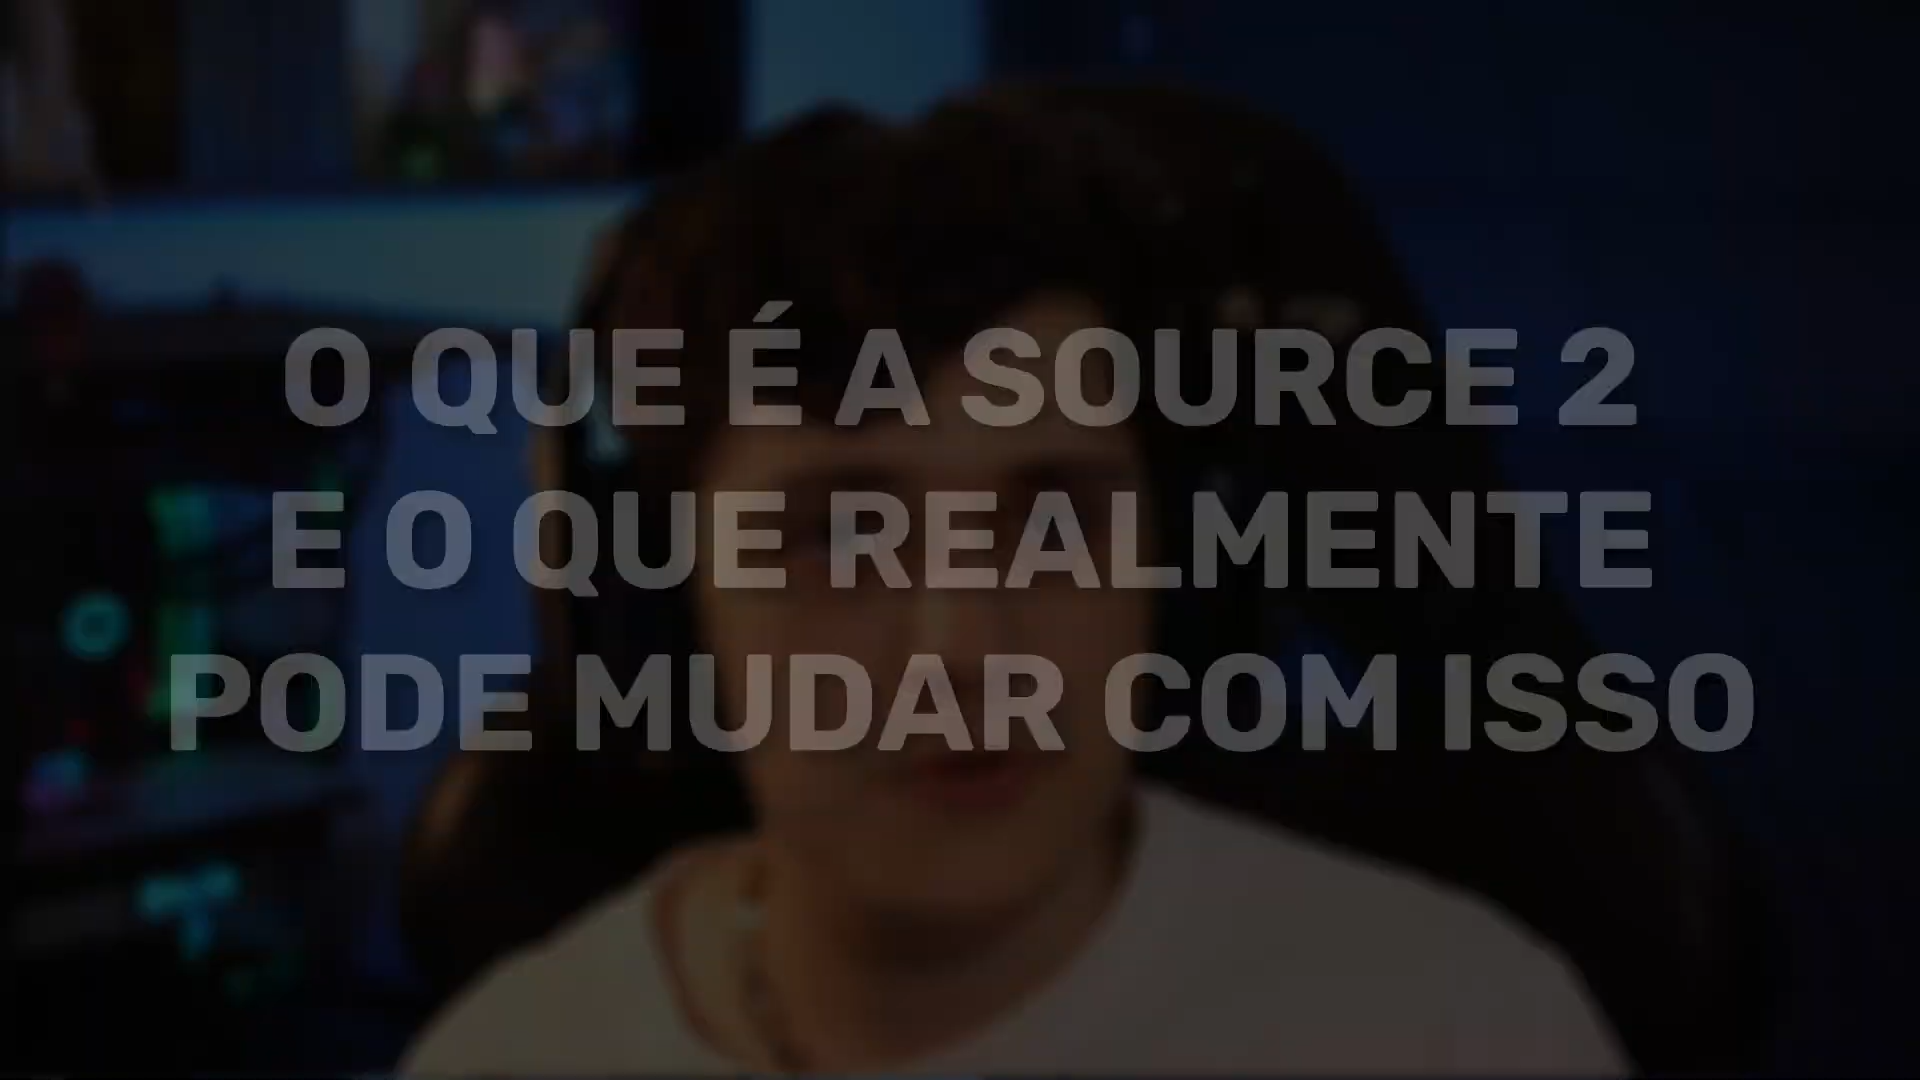 O QUE É A SOURCE 2
E O QUE REALMENTE
PODE MUDAR COM ISSO